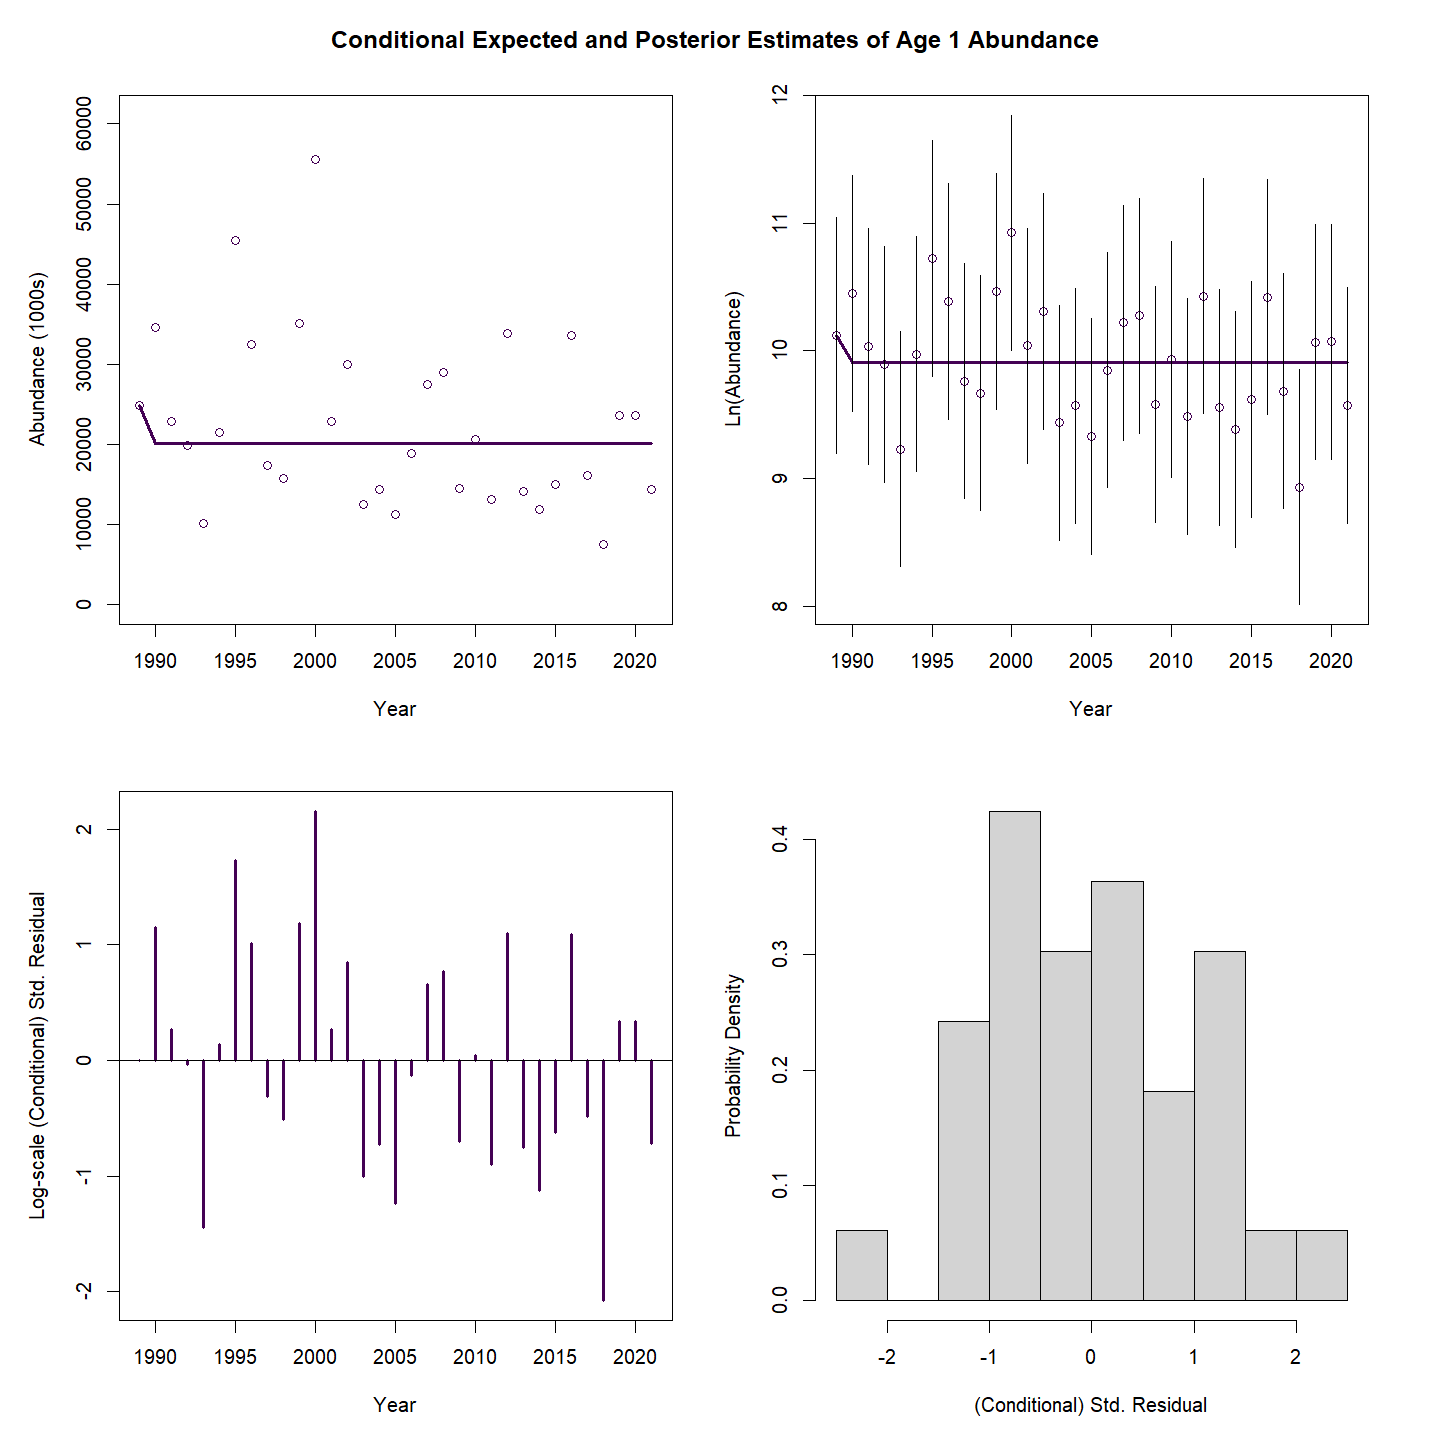 Conditional Expected and Posterior Estimates of Age 1 Abundance
Abundance (1000s)
60000
50000
40000
30000
20000
10000
0
1990 1995 2000 2005 2010 2015 2020
Year
Ln(Abundance)
12
11
10
9
8
1990 1995 2000 2005 2010 2015 2020
Year
Log-scale (Conditional) Std. Residual
2
1
0
-1
-2
1990 1995 2000 2005 2010 2015 2020
Year
Probability Density
0.4
0.3
0.2
0.1
0.0
-2 -1 0 1 2
(Conditional) Std. Residual